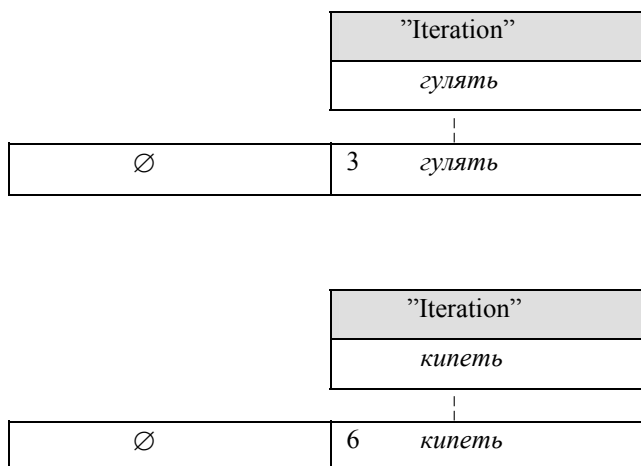 ”Iteration”
гулять
∅ 3 гулять
”Iteration”
кипеть
∅ 6 кипеть